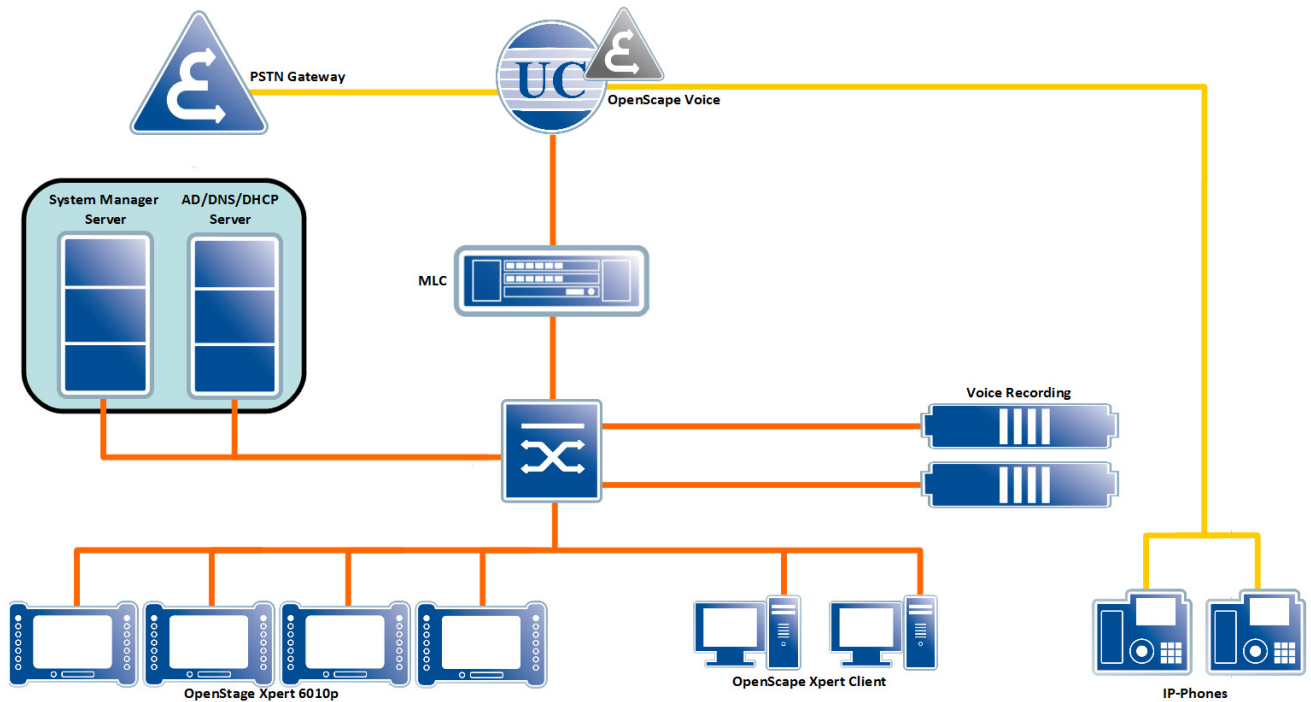 PSTN Gateway
UC
OpenScape Voice
System Manager
Server
AD/DNS/DHCP
Server
MLC
Voice Recording
OpenStage Xpert 6010p
OpenScape Xpert Client
IP-Phones